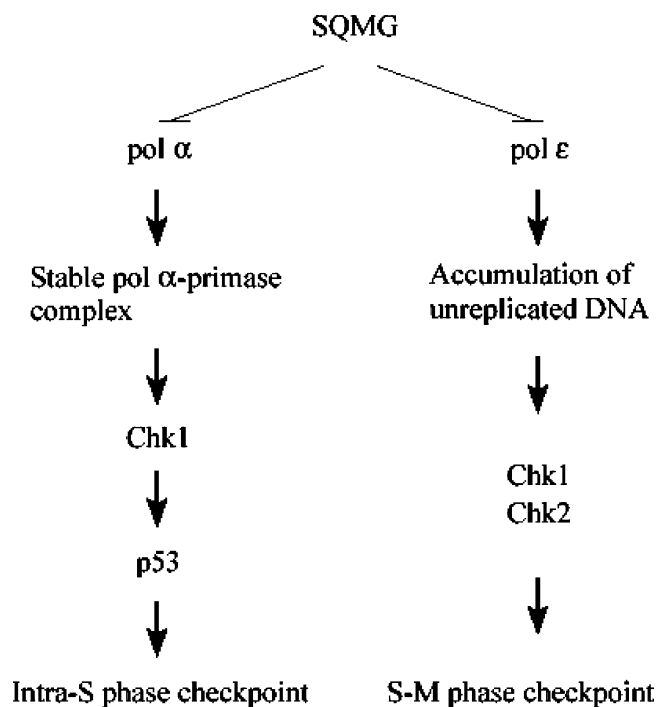 SQMG
pol α
pol ε
Stable pol α-primase
complex
Accumulation of
unreplicated DNA
Chk1
Chk1
Chk2
p53
Intra-S phase checkpoint
S-M phase checkpoint